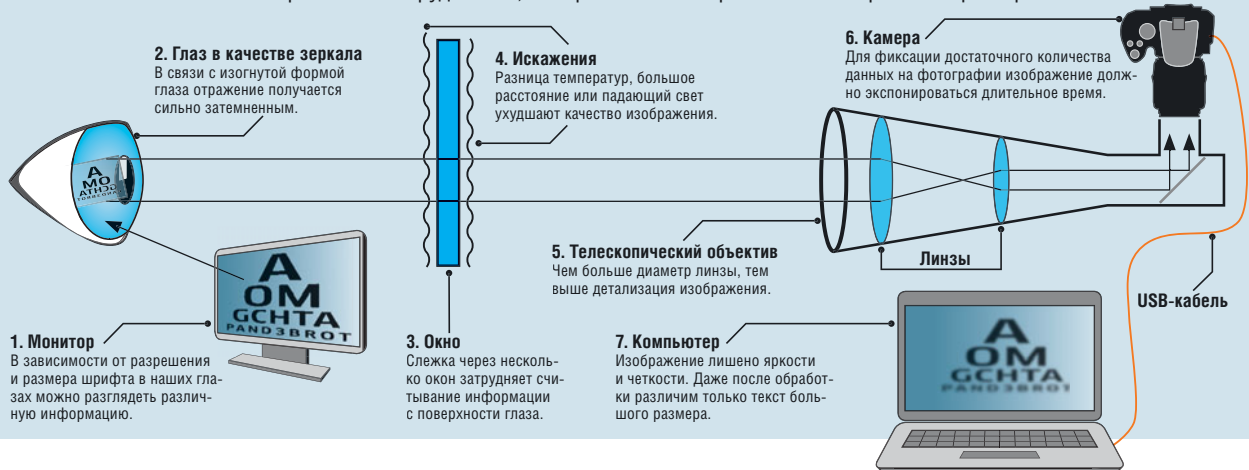 2. Глаз в качестве зеркала
В связи с изогнутой формой
глаза отражение получается
сильно затемненным.
4. Искажения
Разница температур, большое
расстояние или падающий свет
ухудшают качество изображения.
6. Камера
Для фиксации достаточного количества
данных на фотографии изображение долж-
но экспонироваться длительное время.
A
OM
GCHTA
A
OM
GCHTA
PAND3BROT
5. Телескопический объектив
Чем больше диаметр линзы, тем
выше детализация изображения.
Линзы
USB-кабель
1. Монитор
В зависимости от разрешения
и размера шрифта в наших гла-
зах можно разглядеть различ-
ную информацию.
3. Окно
Слежка через несколь-
ко окон затрудняет счи-
тывание информации
с поверхности глаза.
7. Компьютер
Изображение лишено яркости
и четкости. Даже после обработ-
ки различим только текст боль-
шого размера.
A
OM
GCHTA
PAND3BROT